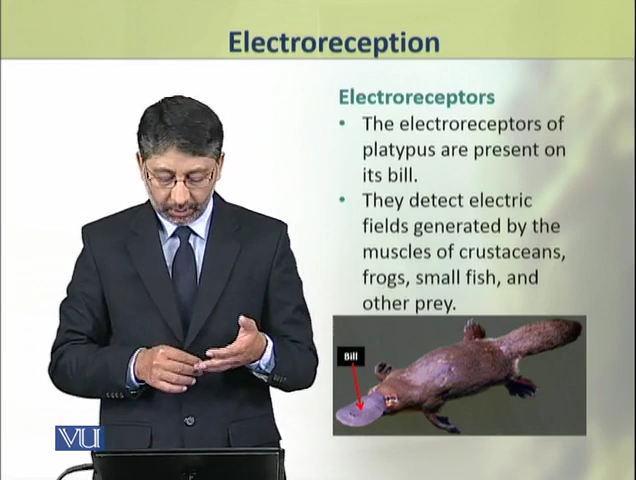 Electroreception
Electroreceptors
• The electroreceptors of
platypus are present on
its bill.
• They detect electric
fields generated by the
muscles of crustaceans,
frogs, small fish, and
other prey.
Bill
VU